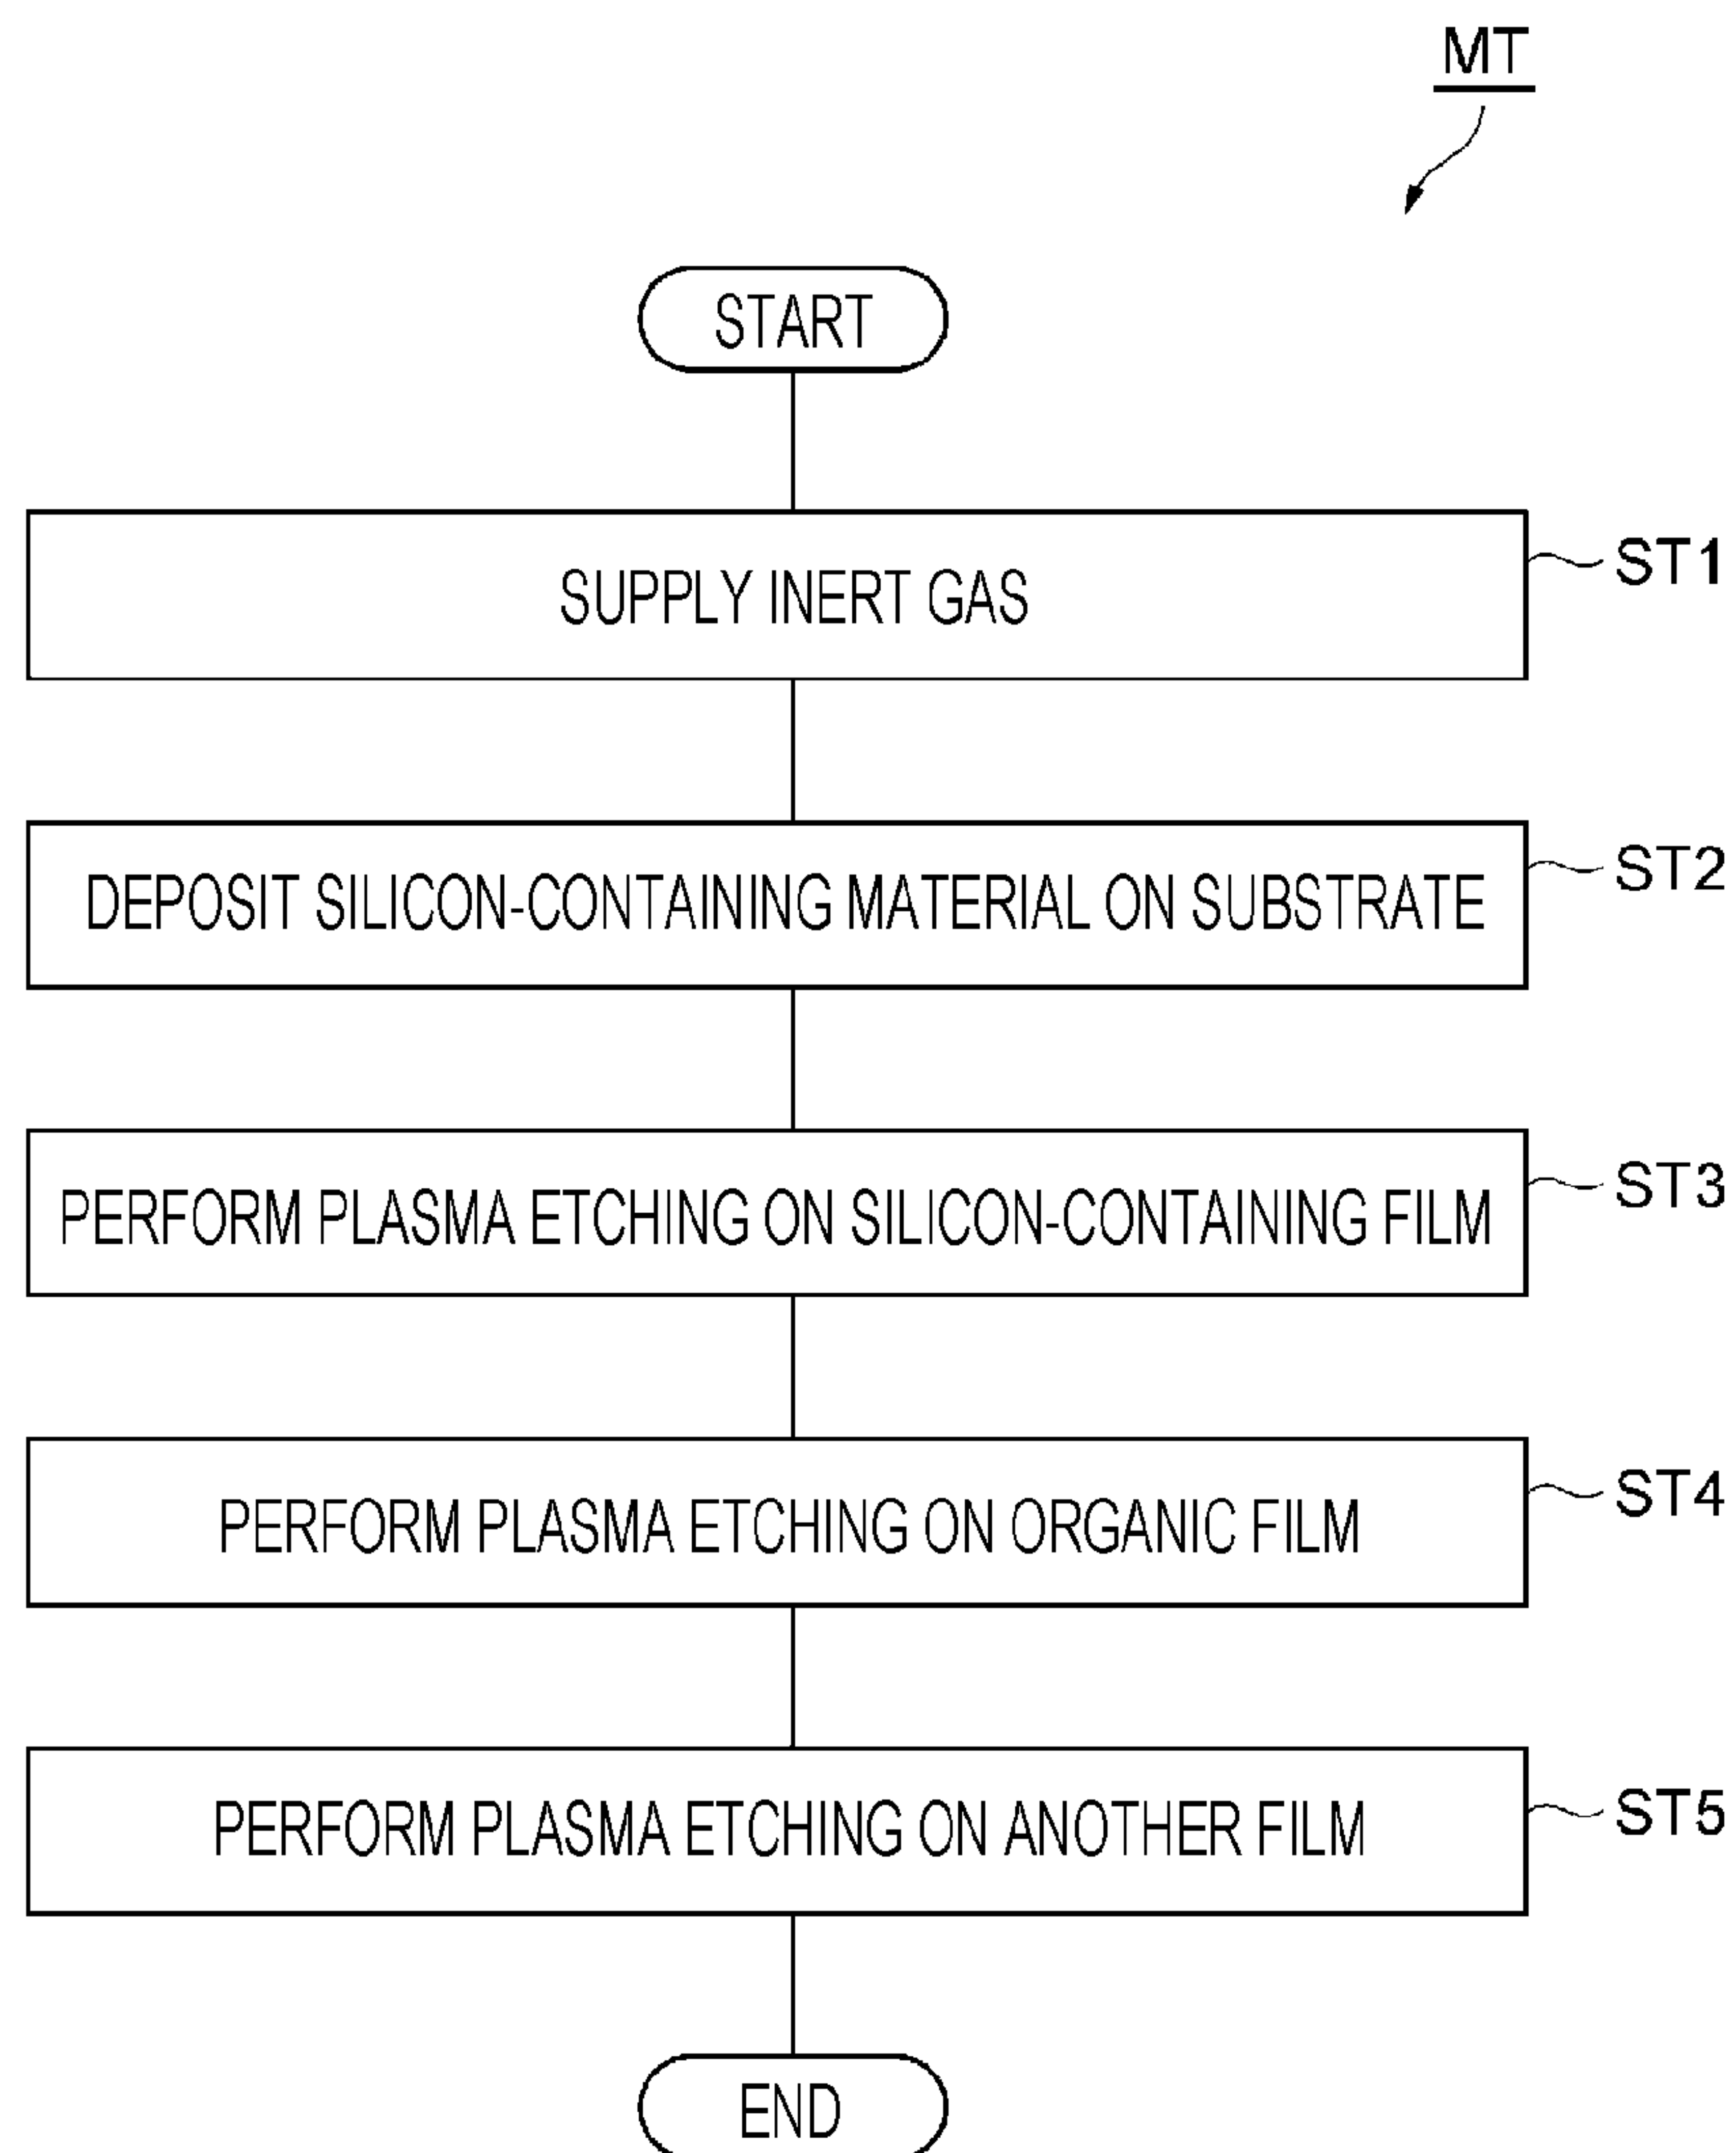 MT
START
SUPPLY INERT GAS
ST1
DEPOSIT SILICON-CONTAINING MATERIAL ON SUBSTRATE
ST2
PERFORM PLASMA ETCHING ON SILICON-CONTAINING FILM
ST3
PERFORM PLASMA ETCHING ON ORGANIC FILM
ST4
PERFORM PLASMA ETCHING ON ANOTHER FILM
ST5
END